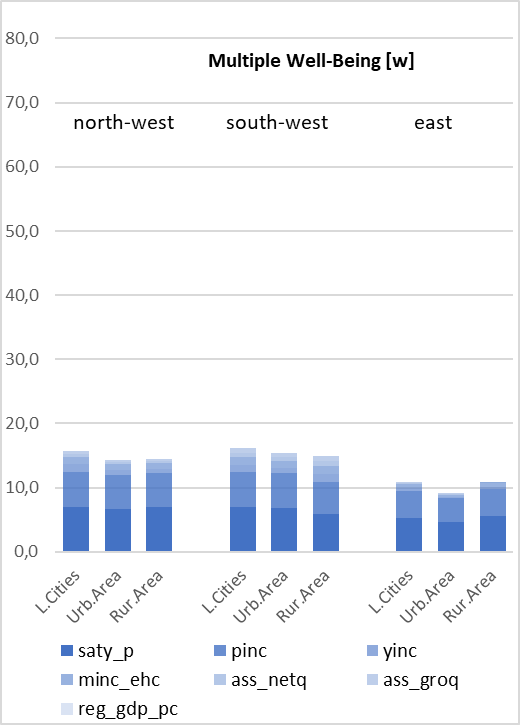 80,0
Multiple Well-Being [w]
70,0
north-west south-west east
60,0
50,0
40,0
30,0
20,0
10,0
0,0
L.Cities Urb.Area Rur.Area L.Cities Urb.Area Rur.Area L.Cities Urb.Area Rur.Area
saty_p pinc yinc
minc_ehc ass_netq ass_groq
reg_gdp_pc